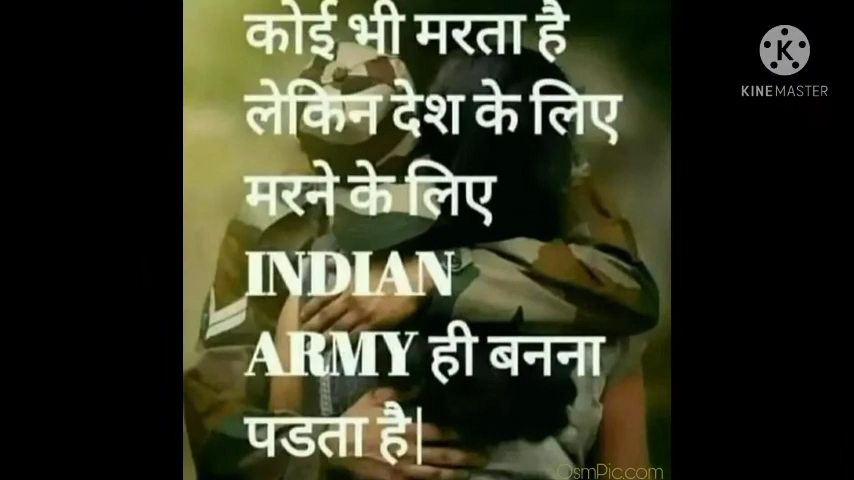 कोई भी मरता है
लेकिन देश के लिए
मरने के लिए
INDIAN
ARMY ही बनना
पडता है|
KINEMASTER
OsmPic.com